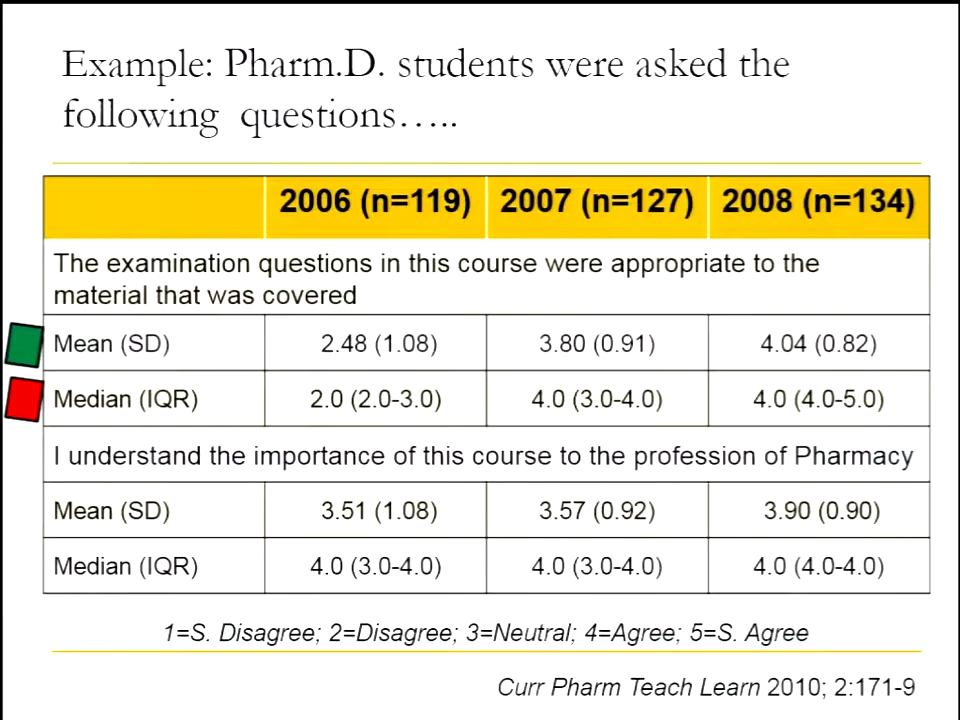 Example: Pharm.D. students were asked the
following questions…..
2006 (n=119) 2007 (n=127) 2008 (n=134)
The examination questions in this course were appropriate to the
material that was covered
Mean (SD) 2.48 (1.08) 3.80 (0.91) 4.04 (0.82)
Median (IQR) 2.0 (2.0-3.0) 4.0 (3.0-4.0) 4.0 (4.0-5.0)
I understand the importance of this course to the profession of Pharmacy
Mean (SD) 3.51 (1.08) 3.57 (0.92) 3.90 (0.90)
Median (IQR) 4.0 (3.0-4.0) 4.0 (3.0-4.0) 4.0 (4.0-4.0)
1=S. Disagree; 2=Disagree; 3=Neutral; 4=Agree; 5=S. Agree
Curr Pharm Teach Learn 2010; 2:171-9